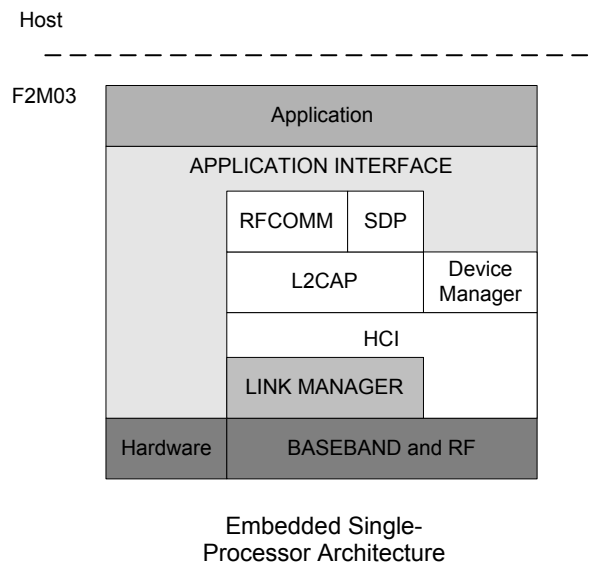 Host
F2M03
Application
APPLICATION INTERFACE
RFCOMM
SDP
L2CAP
Device
Manager
HCI
LINK MANAGER
Hardware
BASEBAND and RF
Embedded Single-
Processor Architecture